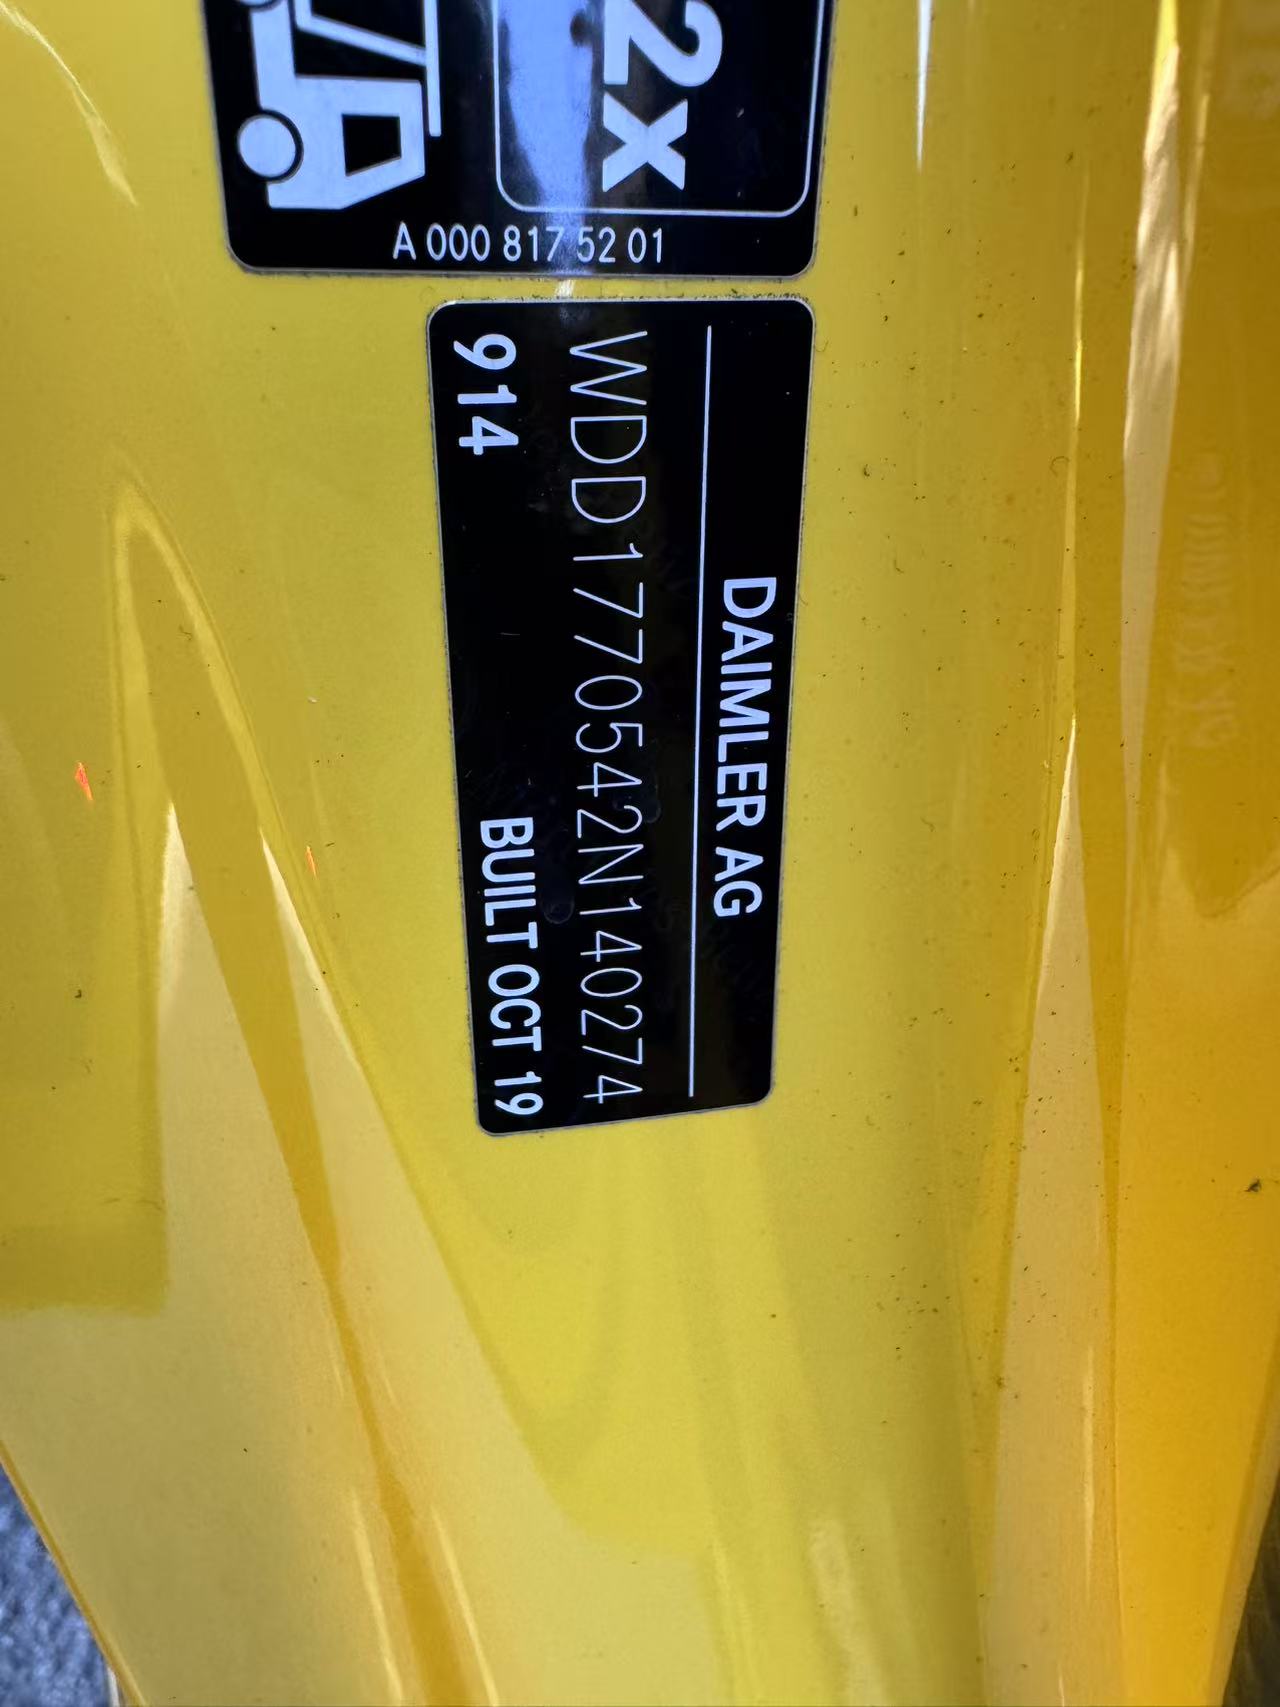 2x
A 000 817 52 01
DAIMLER AG
WDD1770542N140274
914 BUILT OCT 19